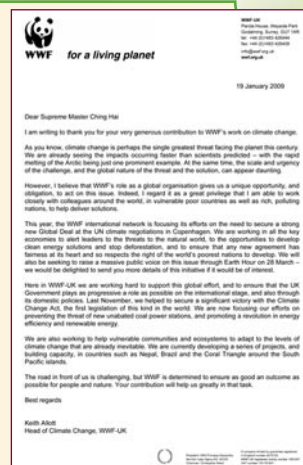 WWF
for a living planet
WWF-UK
Panda House, Weyside Park
Godalming, Surrey GU7 1XR
info@wwf.org.uk
wwf.org.uk
19 January 2009
Dear Supreme Master Ching Hai
I am writing to thank you for your very generous contribution to WWF's work on climate change.
As you know, climate change is perhaps the single greatest threat facing the planet this century.
We are already seeing the impacts occurring faster than scientists predicted – with the rapid
melting of the Arctic being just one prominent example. At the same time, the scale and urgency
of the challenge, and the global nature of the threat and the solution, can appear daunting.
However, I believe that WWF's role as a global organisation gives us a unique opportunity, and
obligation, to act on this issue. Indeed, I regard it as a great privilege that I am able to work
closely with colleagues around the world, in vulnerable poor countries as well as rich, polluting
nations, to help deliver solutions.
This year, the WWF international network is focusing its efforts on the need to secure a strong
new Global Deal at the UN climate negotiations in Copenhagen. We are working in all the key
economies to alert leaders to the threats to the natural world, to the opportunities to develop
clean energy solutions and stop deforestation, and to ensure that any new agreement has
fairness at its heart and so respects the right of the world's poorest nations to develop. We will
also be seeking to raise a massive public voice on this issue through Earth Hour on 28 March –
we would be delighted to send you more details of this initiative if it would be of interest.
Here in WWF-UK we are working hard to support this global effort, and to ensure that the UK
Government plays as progressive a role as possible on the international stage, and also through
its domestic policies. Last November, we helped to secure a significant victory with the Climate
Change Act, the first legislation of this kind in the world. We are now focusing our efforts on
preventing the threat of new unabated coal power stations, and promoting a revolution in energy
efficiency and renewable energy.
We are also working to help vulnerable communities and ecosystems to adapt to the levels of
climate change that are already inevitable. We are currently developing a series of projects, and
building capacity, in countries such as Nepal, Brazil and the Coral Triangle around the South
Pacific islands.
The road in front of us is challenging, but WWF is determined to ensure as good an outcome as
possible for people and nature. Your contribution will help us greatly in that task.
Best regards
Keith Allott
Head of Climate Change, WWF-UK